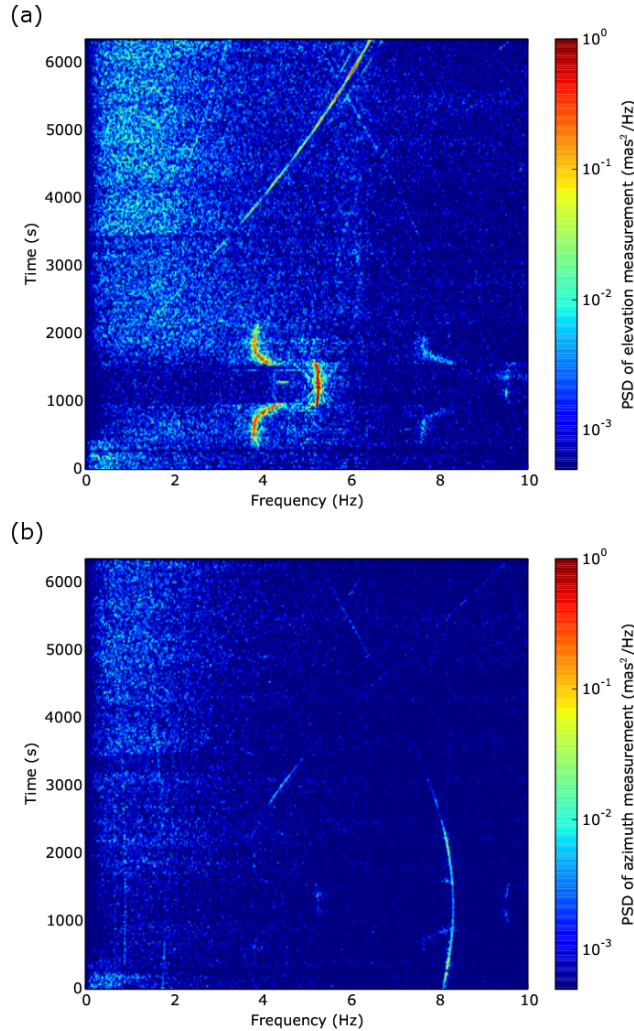 (a)
6000
5000
4000
3000
2000
1000
0
Time (s)
0 2 4 6 8 10
Frequency (Hz)
10^0
10^-1
10^-2
10^-3
PSD of elevation measurement (mas^2/Hz)
(b)
6000
5000
4000
3000
2000
1000
0
Time (s)
0 2 4 6 8 10
Frequency (Hz)
10^0
10^-1
10^-2
10^-3
PSD of azimuth measurement (mas^2/Hz)